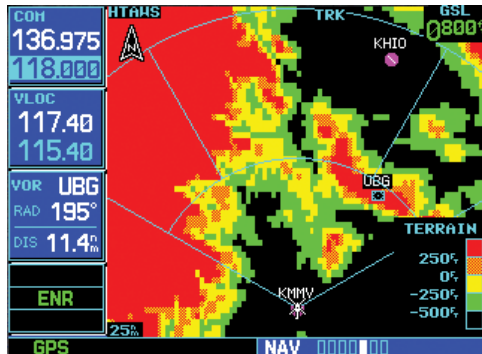 COM
136.975
118.000
VLOC
117.40
115.40
VOR UBG
RAD 195°
DIS 11.4nm
ENR
GPS
HTAWS
N
TRK
GSL
0800FT
KHIO
UBG
KMMV
TERRAIN
250FT
0FT
-250FT
-500FT
25nm
NAV